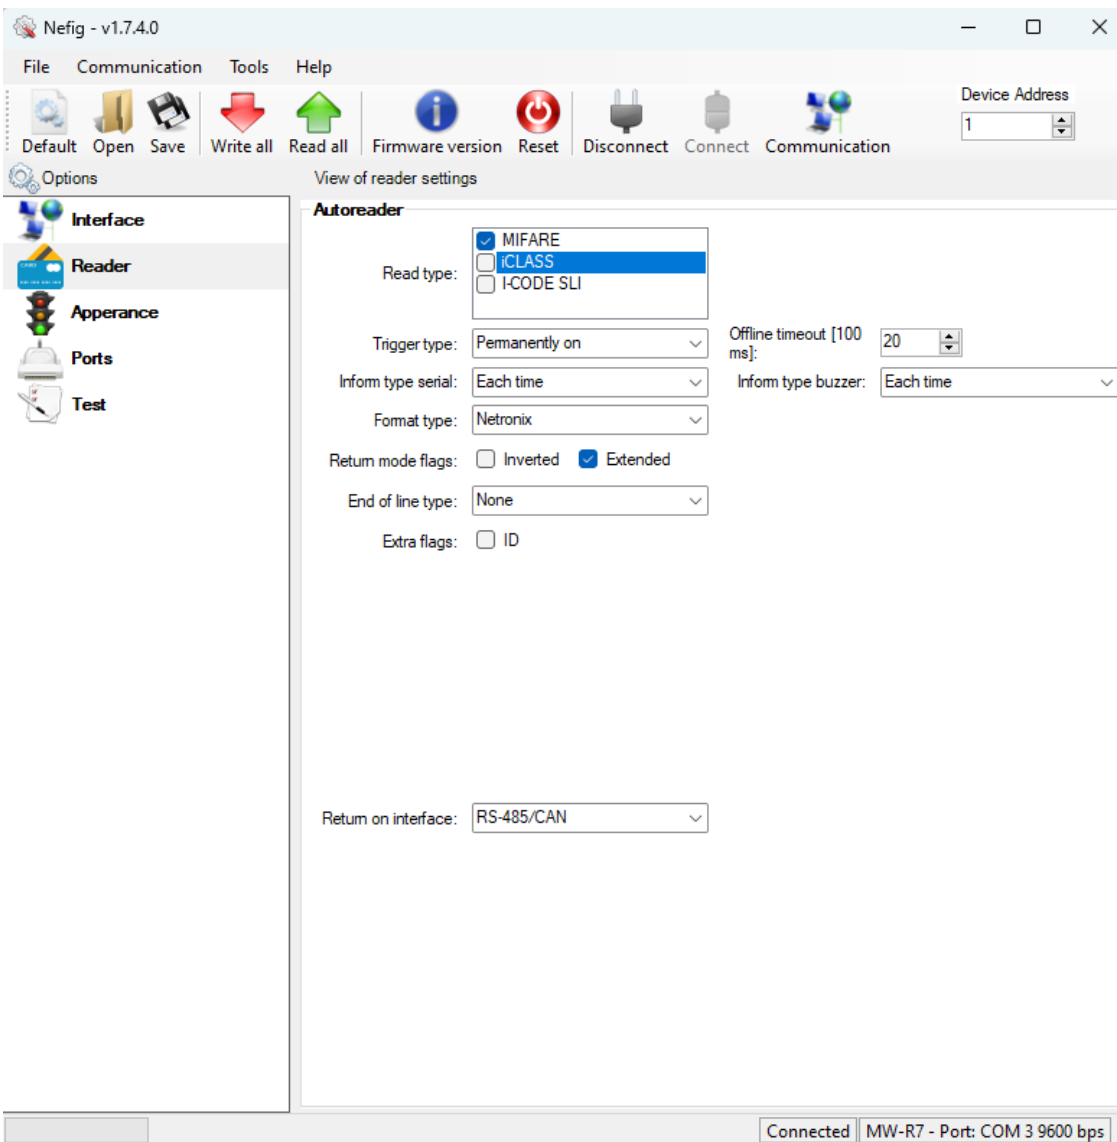 Nefig - v1.7.4.0
File Communication Tools Help
Device Address
1
Default Open Save Write all Read all Firmware version Reset Disconnect Connect Communication
Options
View of reader settings
Interface
Reader
Apperance
Ports
Test
Autoreader
Read type:
MIFARE
iCLASS
I-CODE SLI
Trigger type: Permanently on
Offline timeout [100
ms]:
20
Inform type serial: Each time
Inform type buzzer: Each time
Format type: Netronix
Return mode flags: Inverted Extended
End of line type: None
Extra flags: ID
Return on interface: RS-485/CAN
Connected MW-R7 - Port: COM 3 9600 bps